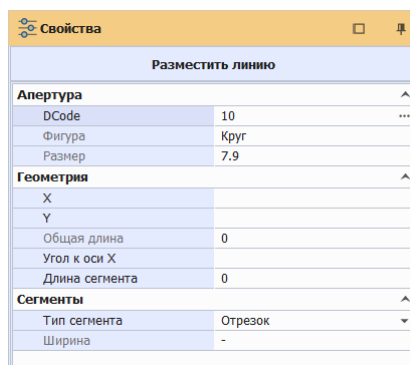 Свойства
Разместить линию
Апертура
DCode 10 ...
Фигура Круг
Размер 7.9
Геометрия
X
Y
Общая длина 0
Угол к оси X
Длина сегмента 0
Сегменты
Тип сегмента Отрезок
Ширина -